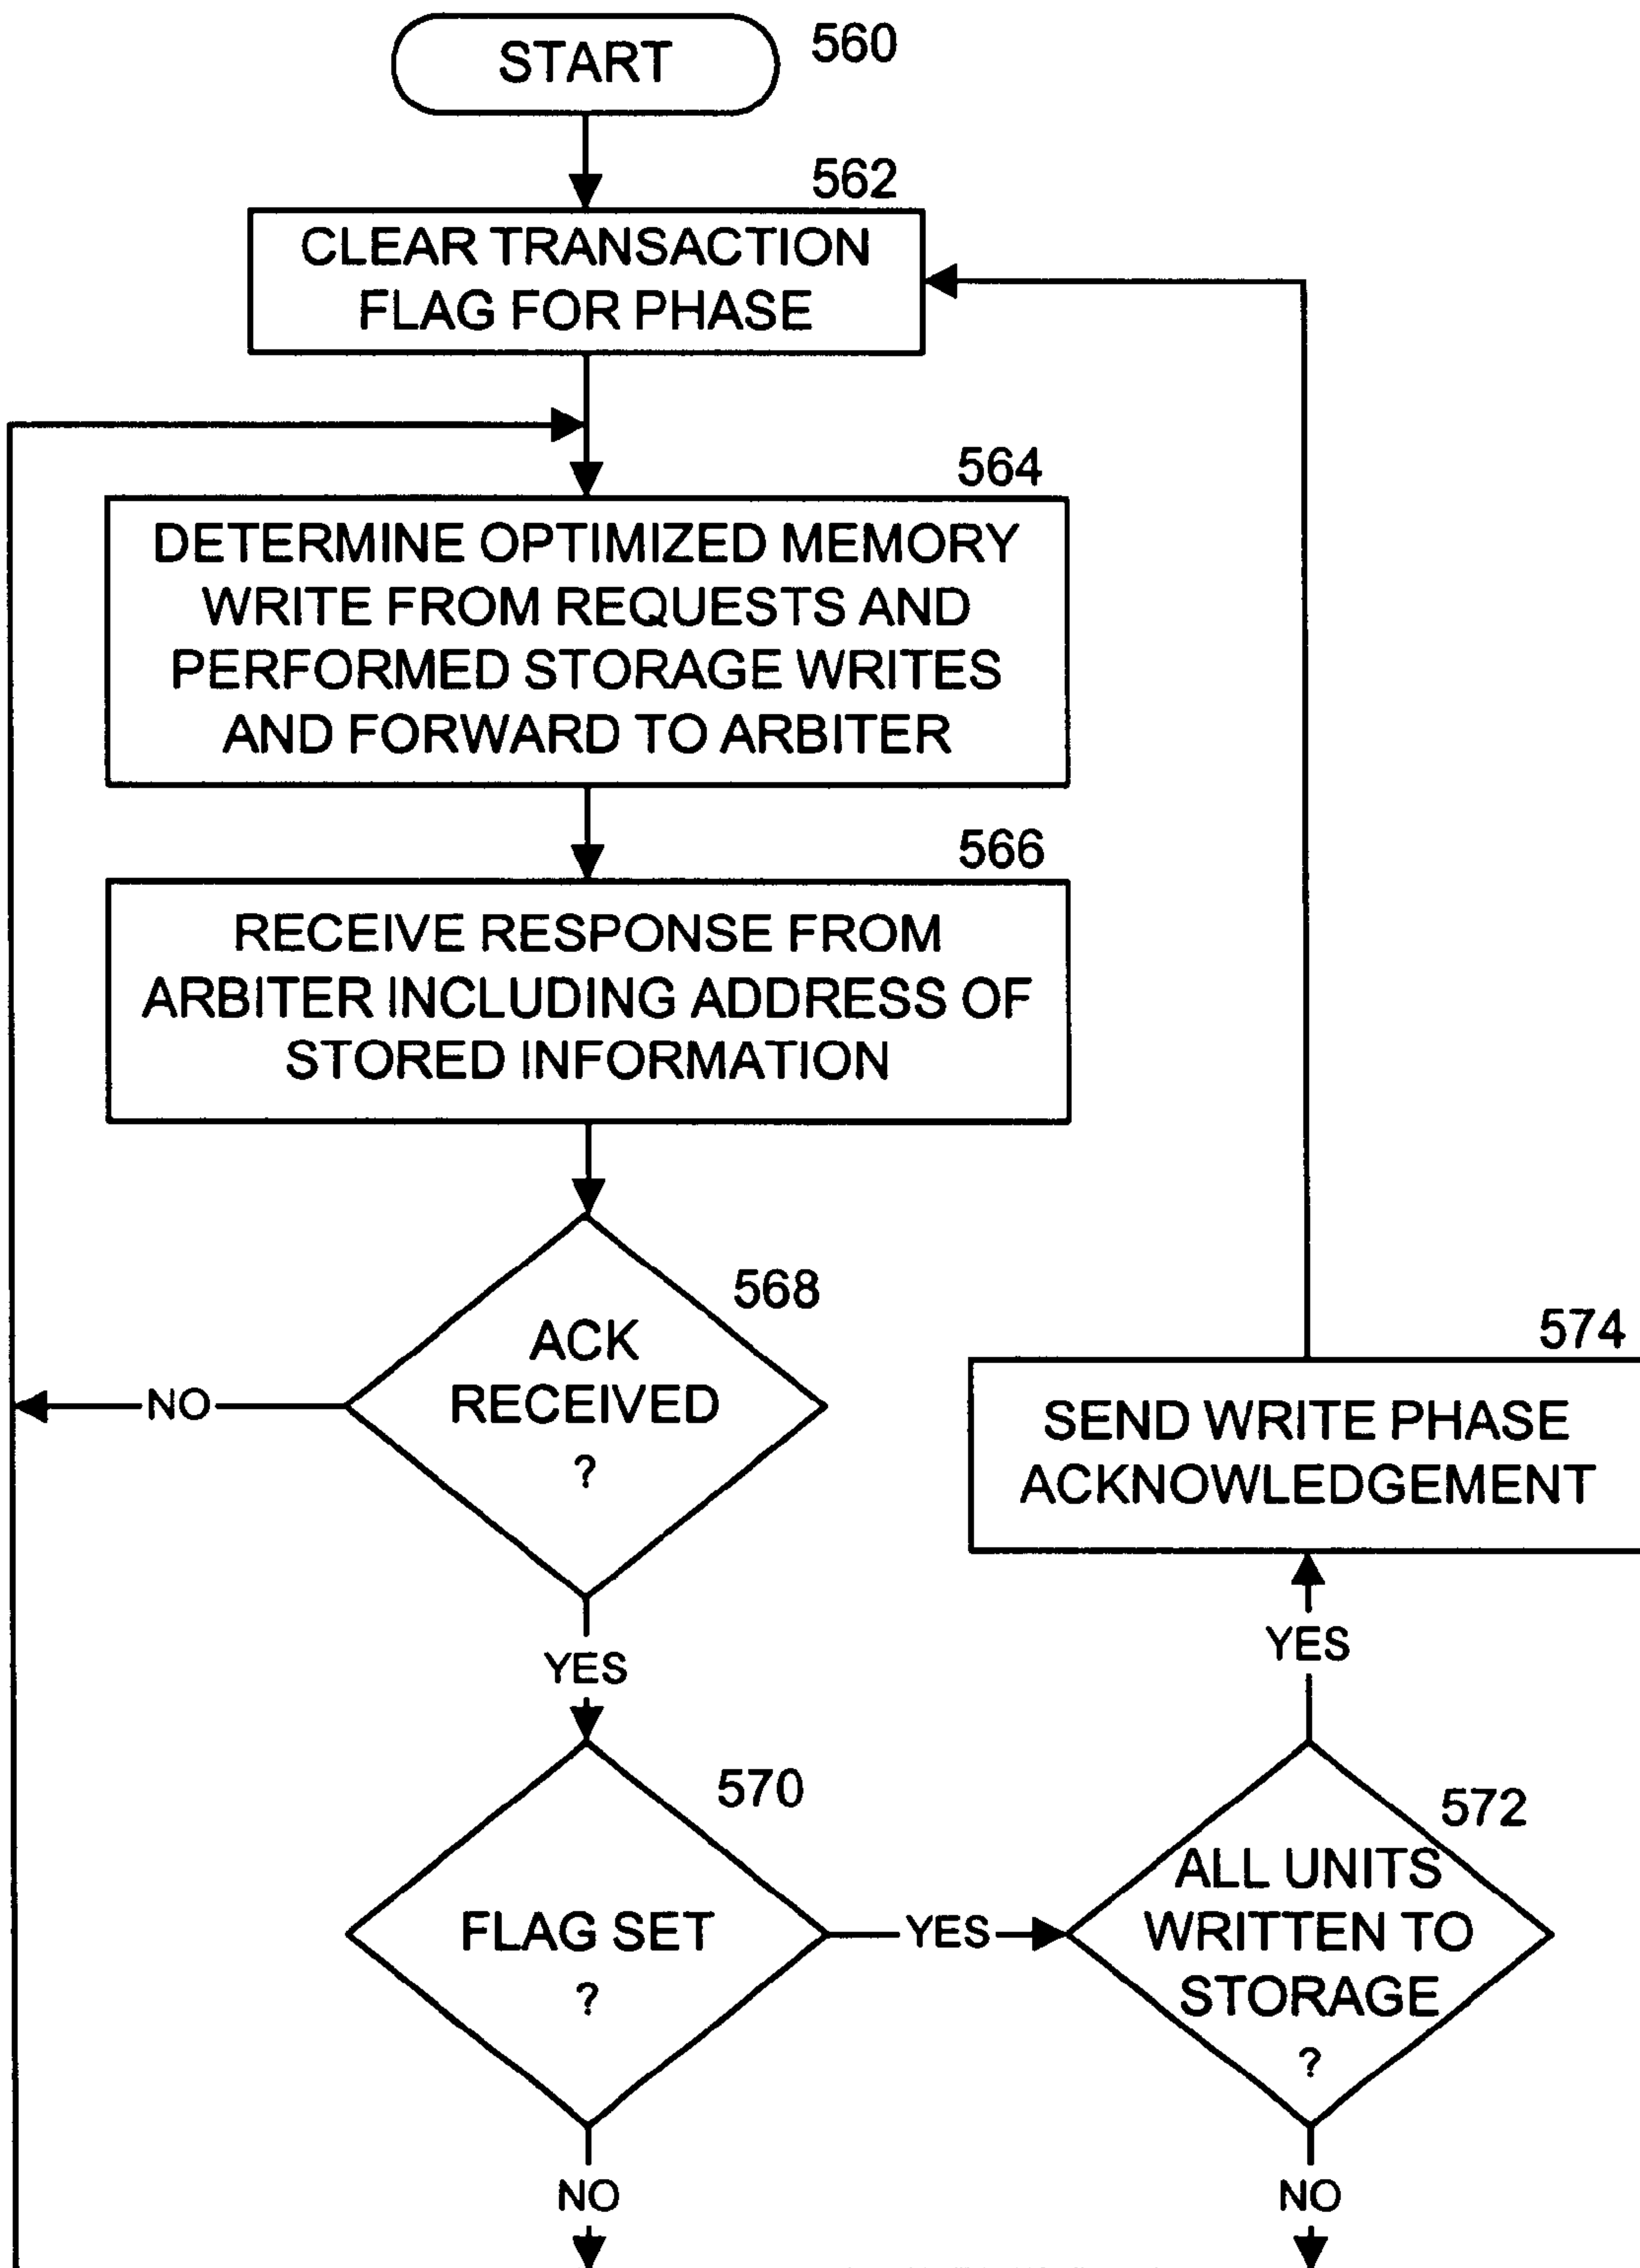 START
560
562
CLEAR TRANSACTION
FLAG FOR PHASE
564
DETERMINE OPTIMIZED MEMORY
WRITE FROM REQUESTS AND
PERFORMED STORAGE WRITES
AND FORWARD TO ARBITER
566
RECEIVE RESPONSE FROM
ARBITER INCLUDING ADDRESS OF
STORED INFORMATION
568
ACK
RECEIVED
?
NO
YES
574
SEND WRITE PHASE
ACKNOWLEDGEMENT
YES
570
FLAG SET
?
YES
572
ALL UNITS
WRITTEN TO
STORAGE
?
NO
NO